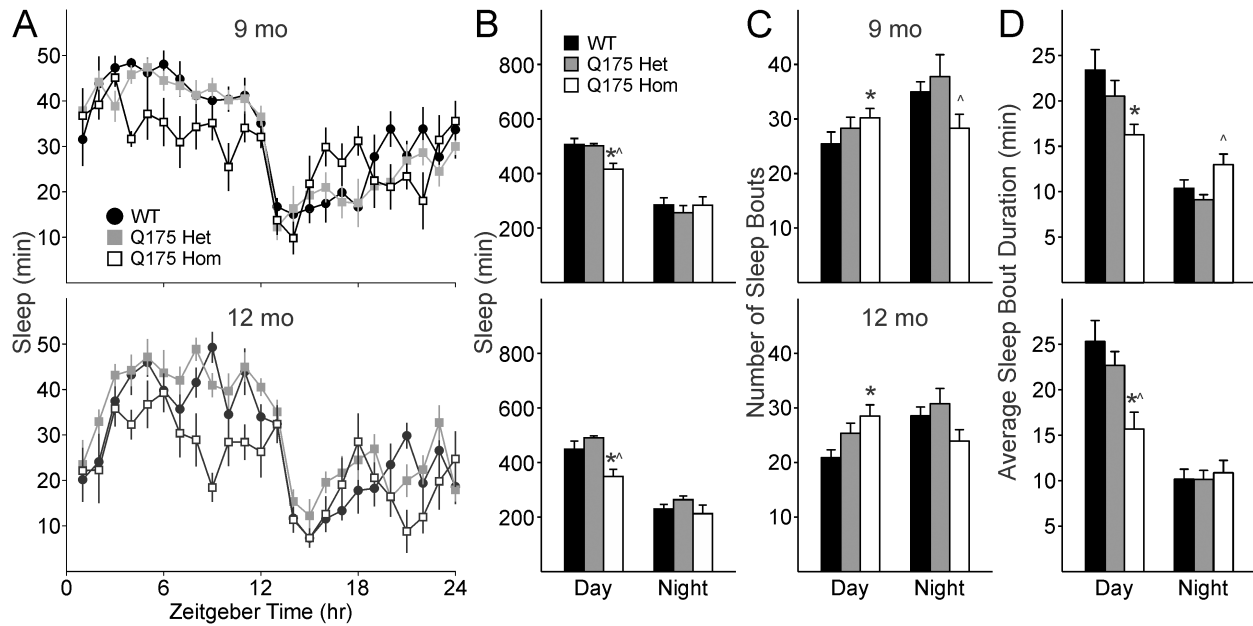 A
9 mo
50
40
30
20
10
WT
Q175 Het
Q175 Hom
Sleep (min)
12 mo
50
40
30
20
10
0
6
12
18
24
Zeitgeber Time (hr)
B
WT
Q175 Het
Q175 Hom
800
600
400
200
*^
Sleep (min)
800
600
400
200
*^
Day
Night
C
9 mo
40
30
20
10
*
^
Number of Sleep Bouts
12 mo
40
30
20
10
*
Day
Night
D
25
20
15
10
5
*
^
Average Sleep Bout Duration (min)
25
20
15
10
5
*^
Day
Night